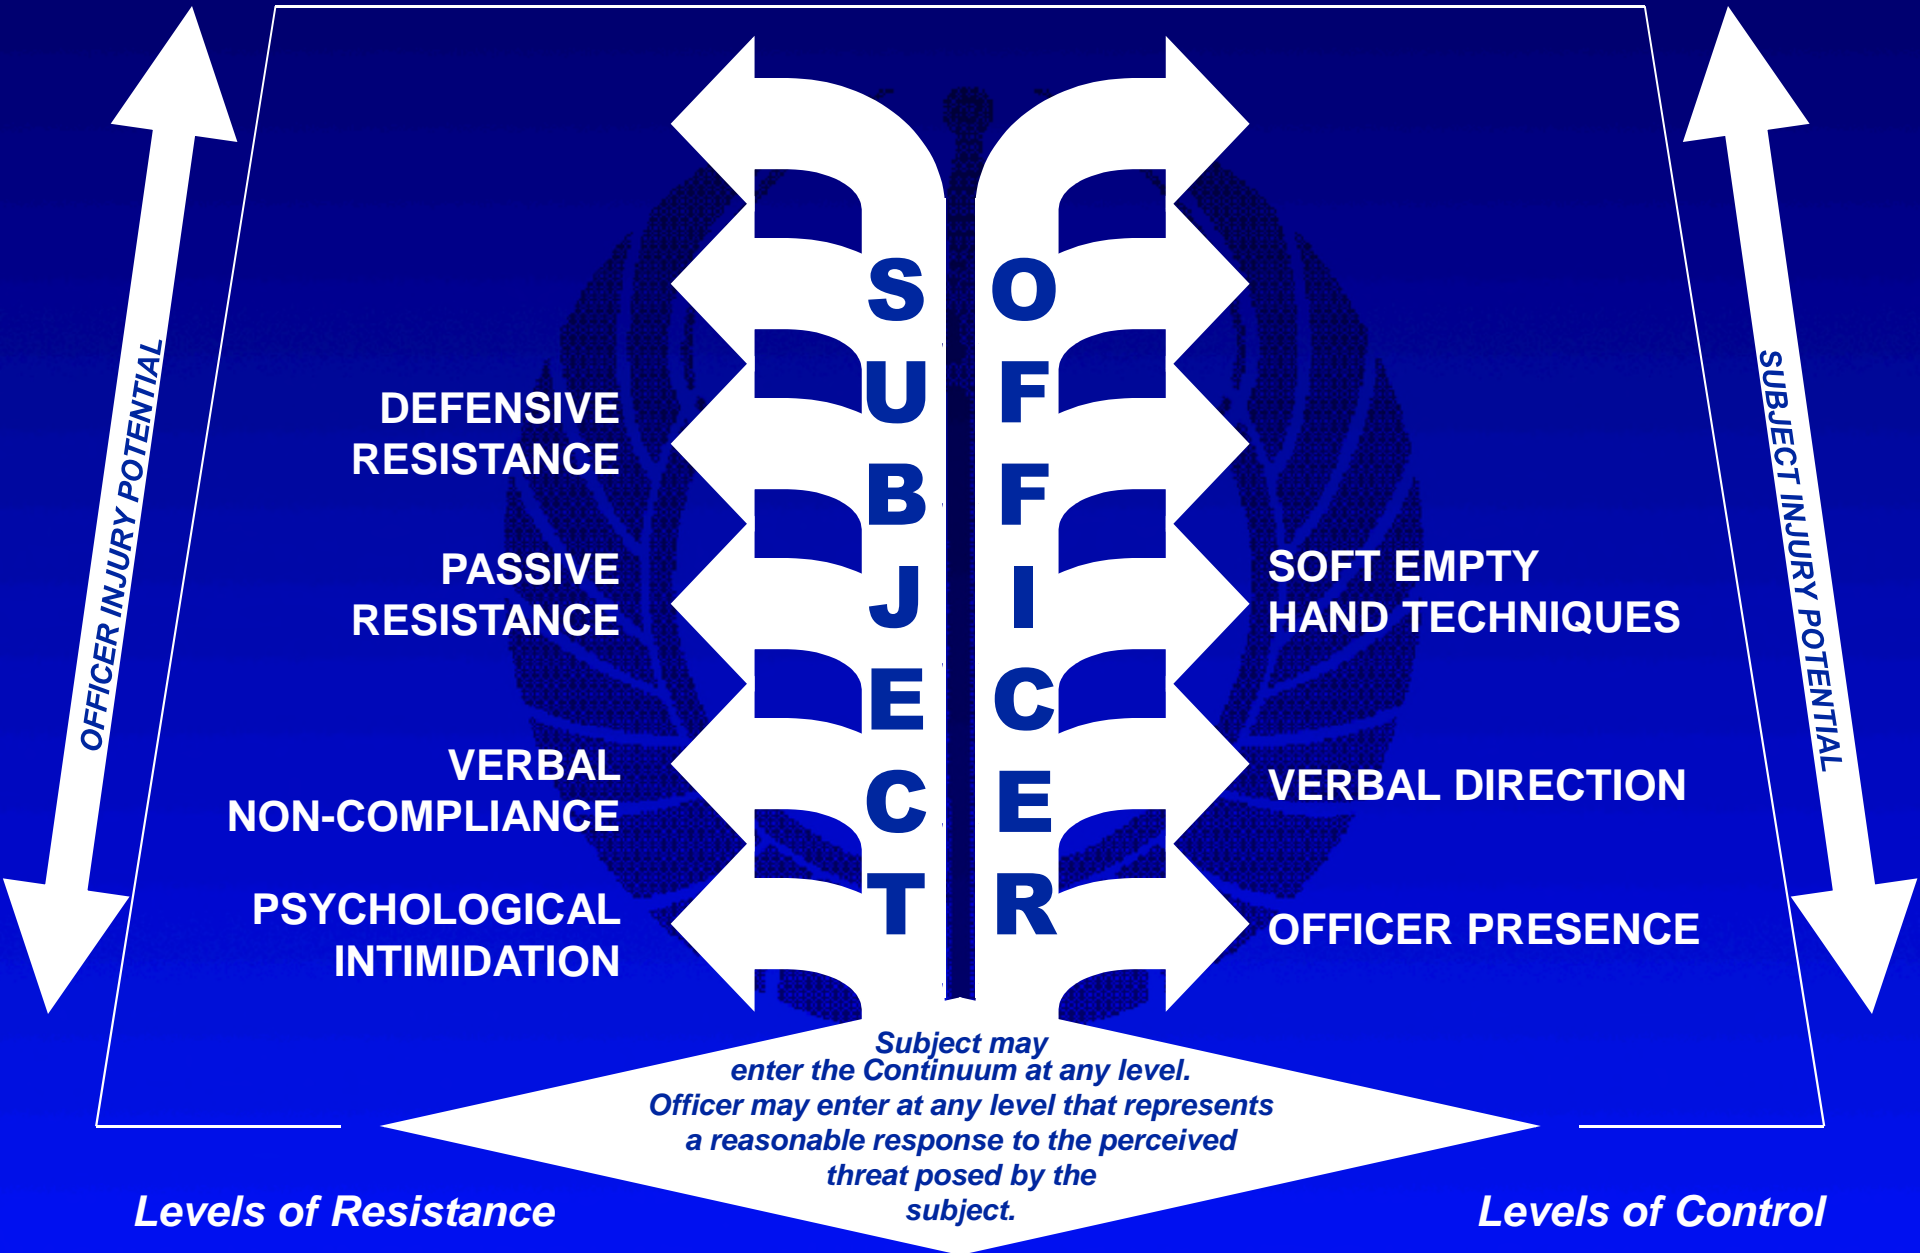 OFFICER INJURY POTENTIAL
DEFENSIVE
RESISTANCE
PASSIVE
RESISTANCE
VERBAL
NON-COMPLIANCE
PSYCHOLOGICAL
INTIMIDATION
SUBJECT
OFFICER
SOFT EMPTY
HAND TECHNIQUES
VERBAL DIRECTION
OFFICER PRESENCE
SUBJECT INJURY POTENTIAL
Subject may
enter the Continuum at any level.
Officer may enter at any level that represents
a reasonable response to the perceived
threat posed by the
subject.
Levels of Resistance
Levels of Control